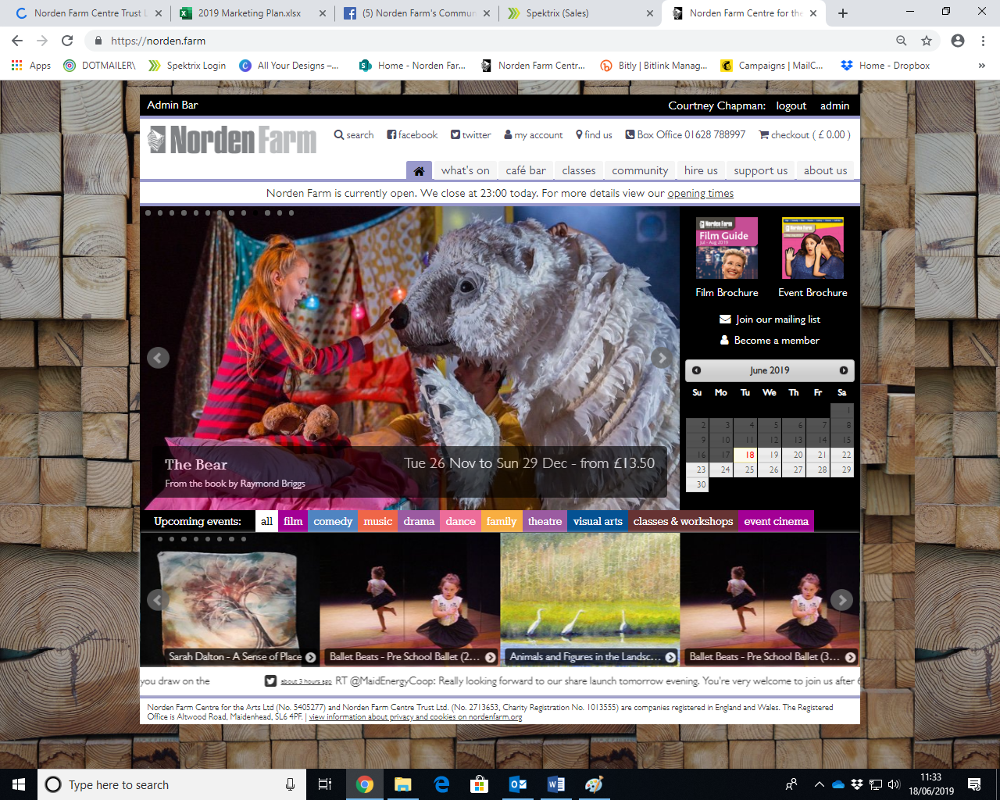 Norden Farm Centre Trust L
2019 Marketing Plan.xlsx
(5) Norden Farm's Commun
Spektrix (Sales)
Norden Farm Centre for the
https://norden.farm
Apps
DOTMAILER\
Spektrix Login
All Your Designs –...
Home - Norden Far...
Norden Farm Centr...
Bitly | Bitlink Manag...
Campaigns | MailC...
Home - Dropbox
»
Admin Bar
Courtney Chapman: logout admin
Norden Farm
search facebook twitter my account find us Box Office 01628 788997 checkout ( £ 0.00 )
what's on café bar classes community hire us support us about us
Norden Farm is currently open. We close at 23:00 today. For more details view our opening times
Norden Farm
Film Guide
Jul - Aug 2019
Norden Farm
Film Brochure
Event Brochure
Join our mailing list
Become a member
June 2019
Su Mo Tu We Th Fr Sa
1
2 3 4 5 6 7 8
9 10 11 12 13 14 15
16 17 18 19 20 21 22
23 24 25 26 27 28 29
30
The Bear
Tue 26 Nov to Sun 29 Dec - from £13.50
From the book by Raymond Briggs
Upcoming events: all film comedy music drama dance family theatre visual arts classes & workshops event cinema
Sarah Dalton - A Sense of Place
Ballet Beats - Pre School Ballet (2...
Animals and Figures in the Landsc...
Ballet Beats - Pre School Ballet (3...
you draw on the about 3 hours ago RT @MaidEnergyCoop: Really looking forward to our share launch tomorrow evening. You're very welcome to join us after 6
Norden Farm Centre for the Arts Ltd (No. 5405277) and Norden Farm Centre Trust Ltd. (No. 2713653, Charity Registration No. 1013555) are companies registered in England and Wales. The Registered
Office is Altwood Road, Maidenhead, SL6 4PF. | view information about privacy and cookies on nordenfarm.org
Type here to search
11:33
18/06/2019